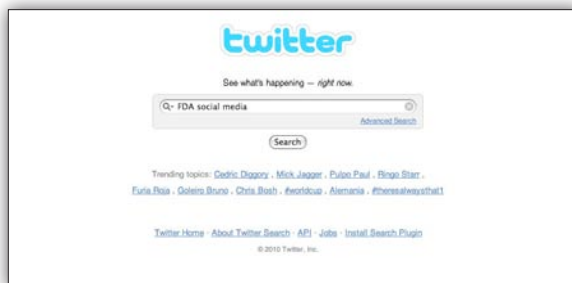 twitter
See what's happening — right now.
FDA social media
Advanced Search
Search
Trending topics: Cedric Diggory , Mick Jagger , Pulpo Paul , Ringo Starr ,
Furia Roja , Goleiro Bruno , Chris Bosh , #worldcup , Alemania , #theresalwaysthat1
Twitter Home · About Twitter Search · API · Jobs · Install Search Plugin
© 2010 Twitter, Inc.